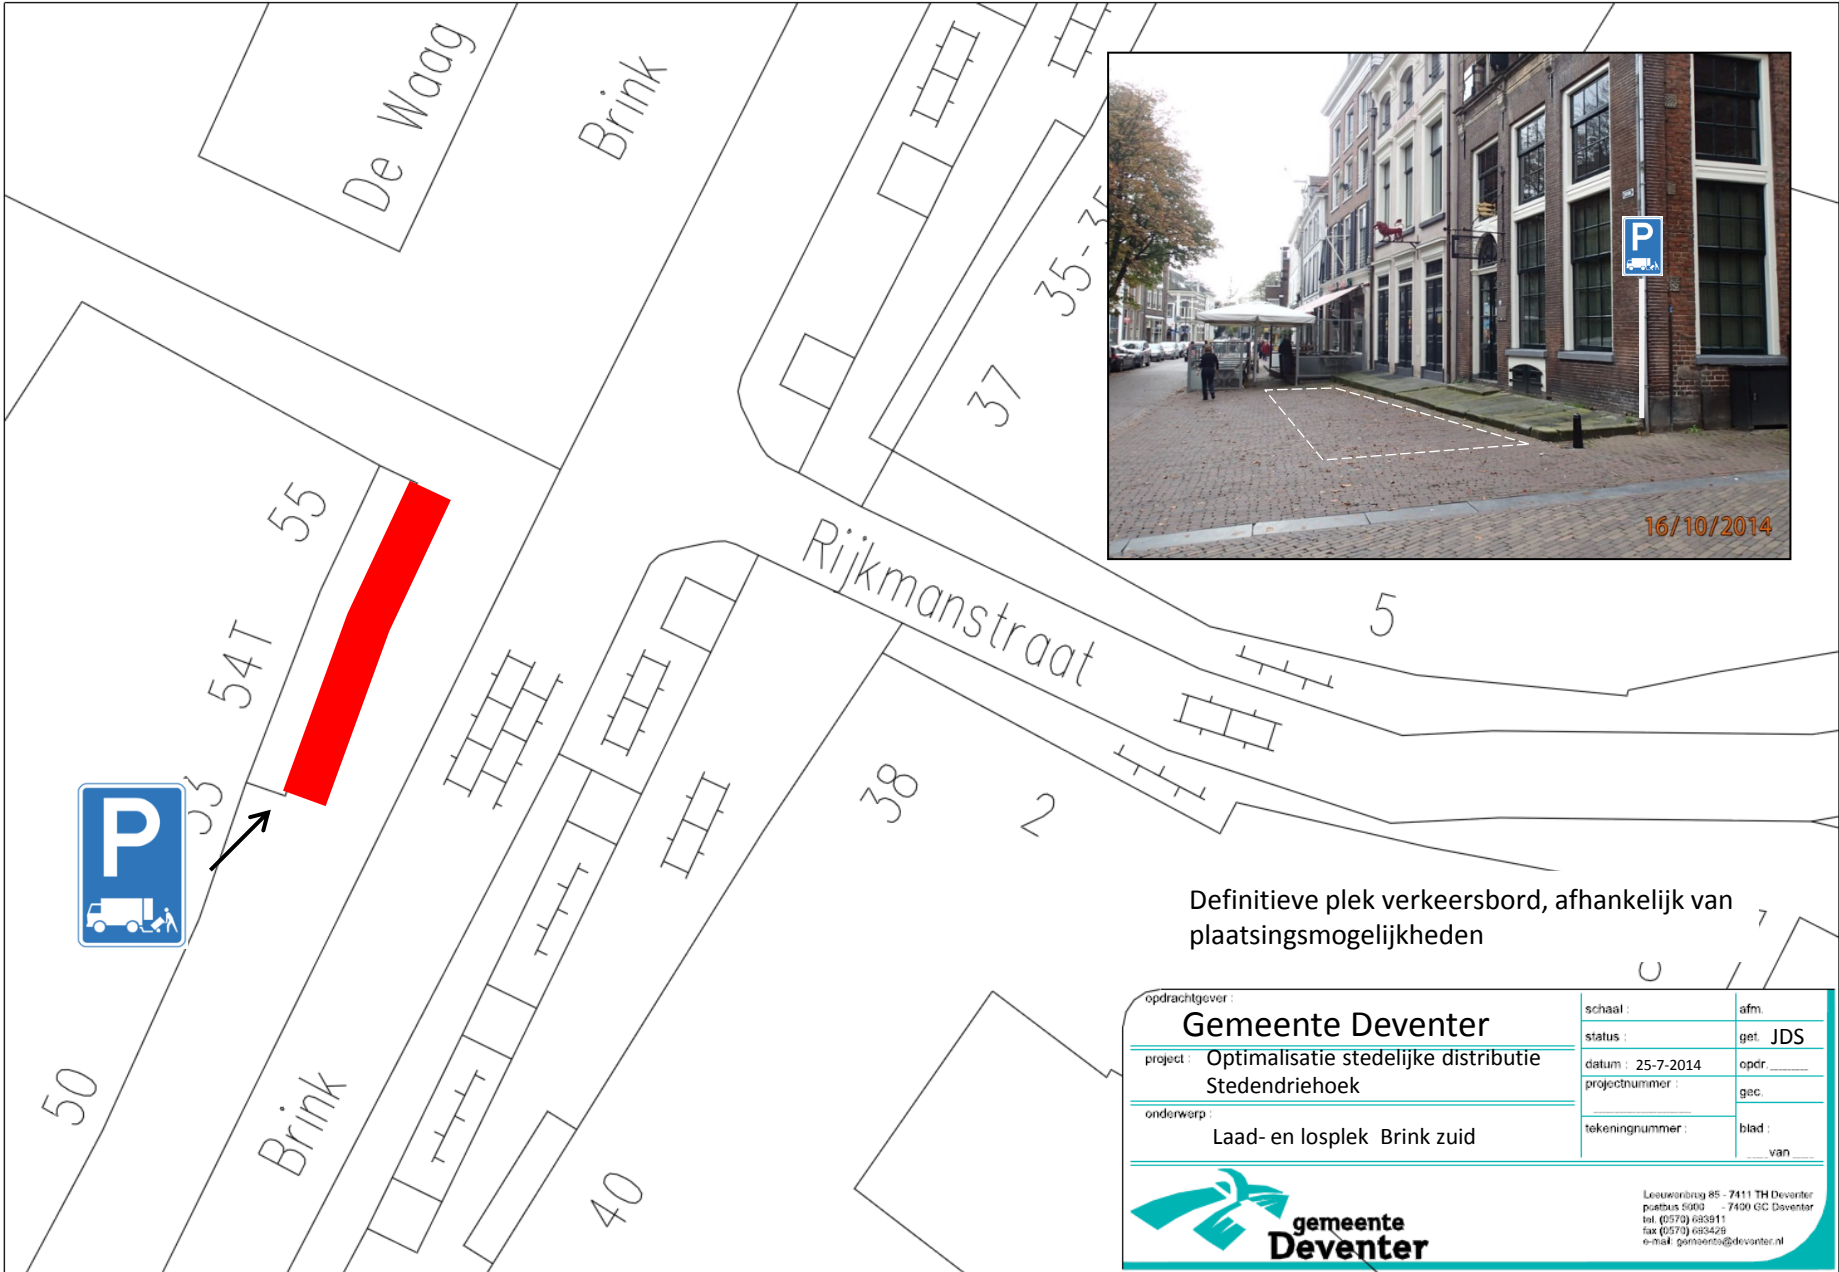 De Waag
Brink
35-35
37
55
54T
53
50
Brink
Rijkmanstraat
5
38
2
40
P
P
16/10/2014
Definitieve plek verkeersbord, afhankelijk van
plaatsingsmogelijkheden
opdrachtgever :
Gemeente Deventer
project : Optimalisatie stedelijke distributie
Stedendriehoek
onderwerp :
Laad- en losplek Brink zuid
schaal :
status :
datum : 25-7-2014
projectnummer :
tekeningnummer :
afm.
get. JDS
opdr.
gec.
blad :
van
gemeente
Deventer
Leeuwenbrug 85 - 7411 TH Deventer
postbus 5000 - 7400 GC Deventer
tel. (0570) 693911
fax (0570) 693429
e-mail: gemeente@deventer.nl